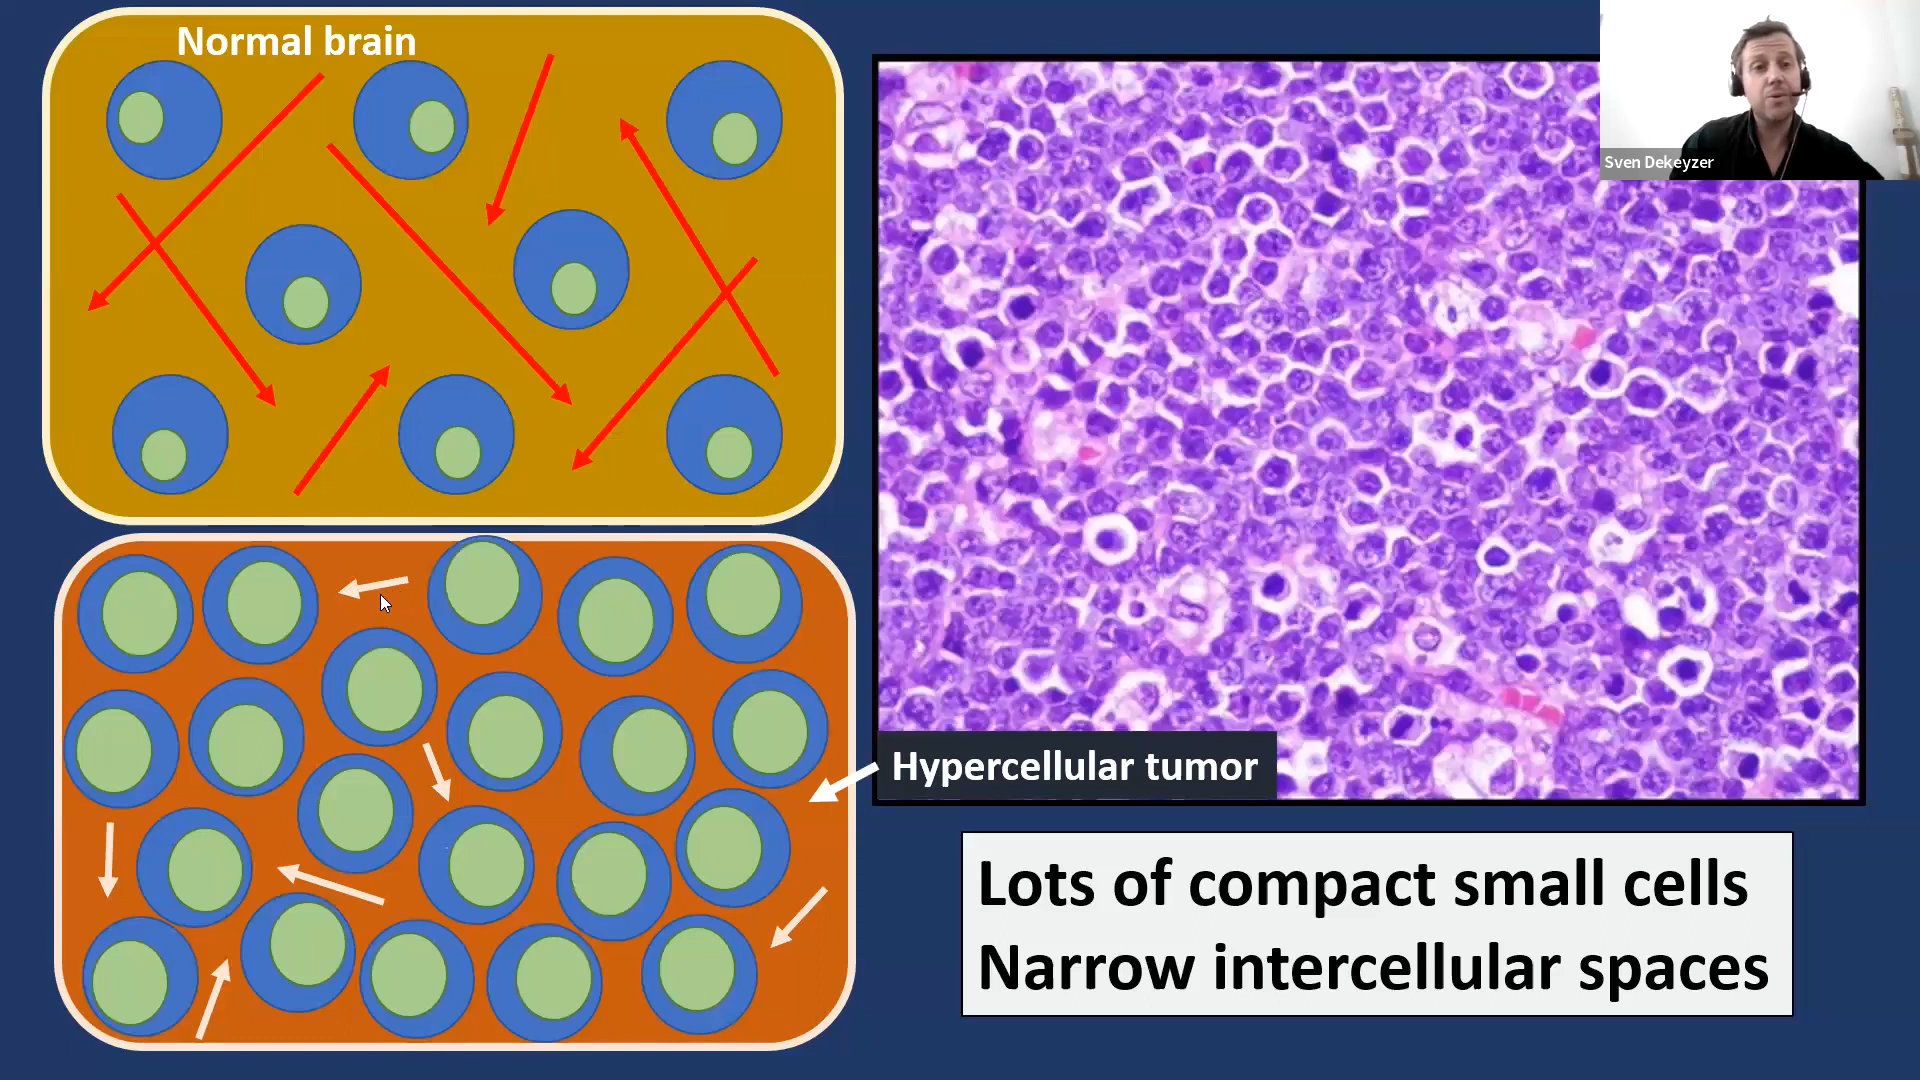 Normal brain
Sven Dekeyzer
Hypercellular tumor
Lots of compact small cells
Narrow intercellular spaces